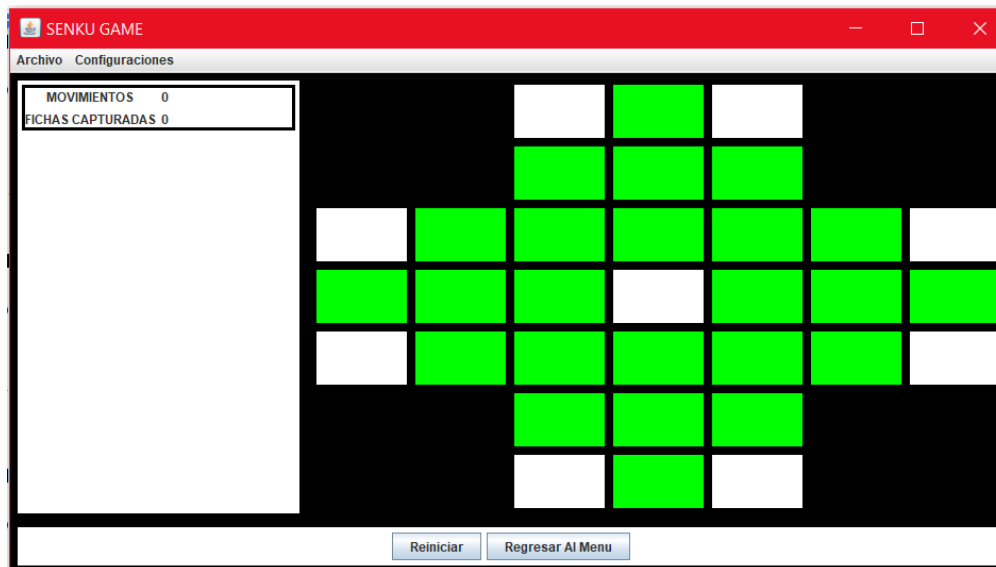 SENKU GAME
Archivo Configuraciones
MOVIMIENTOS 0
FICHAS CAPTURADAS 0
Reiniciar Regresar Al Menu